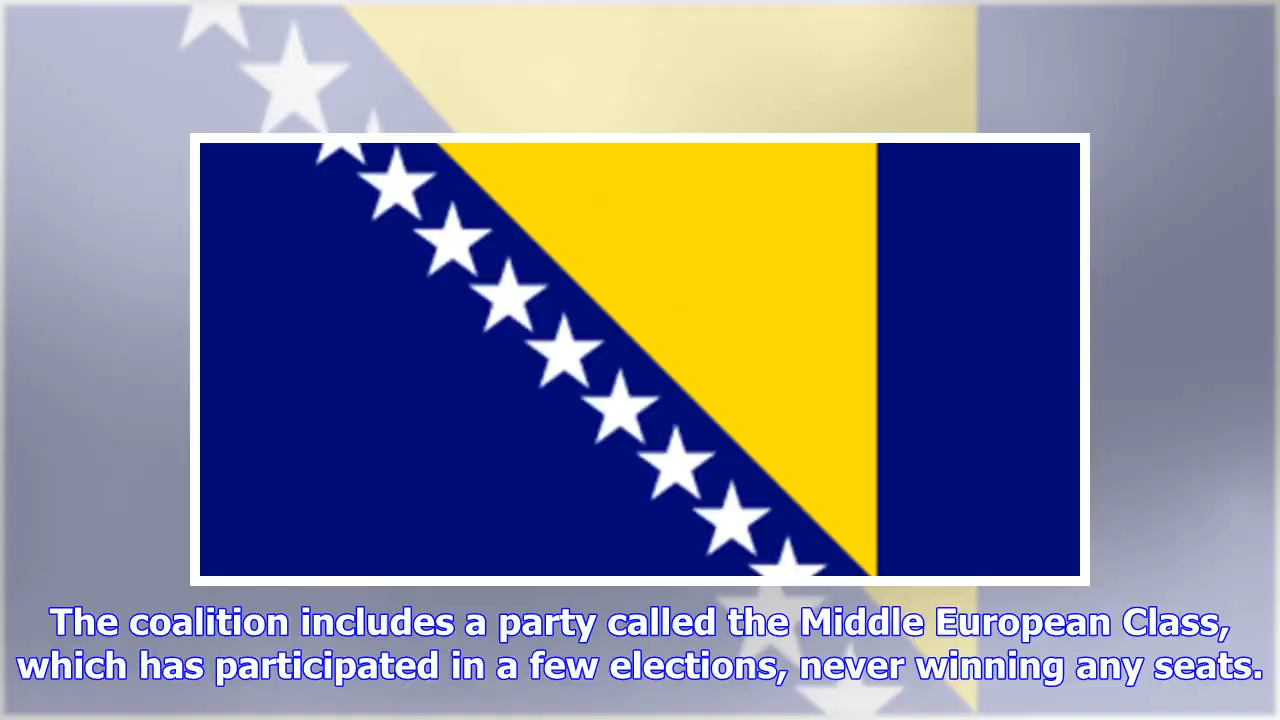 The coalition includes a party called the Middle European Class,
which has participated in a few elections, never winning any seats.